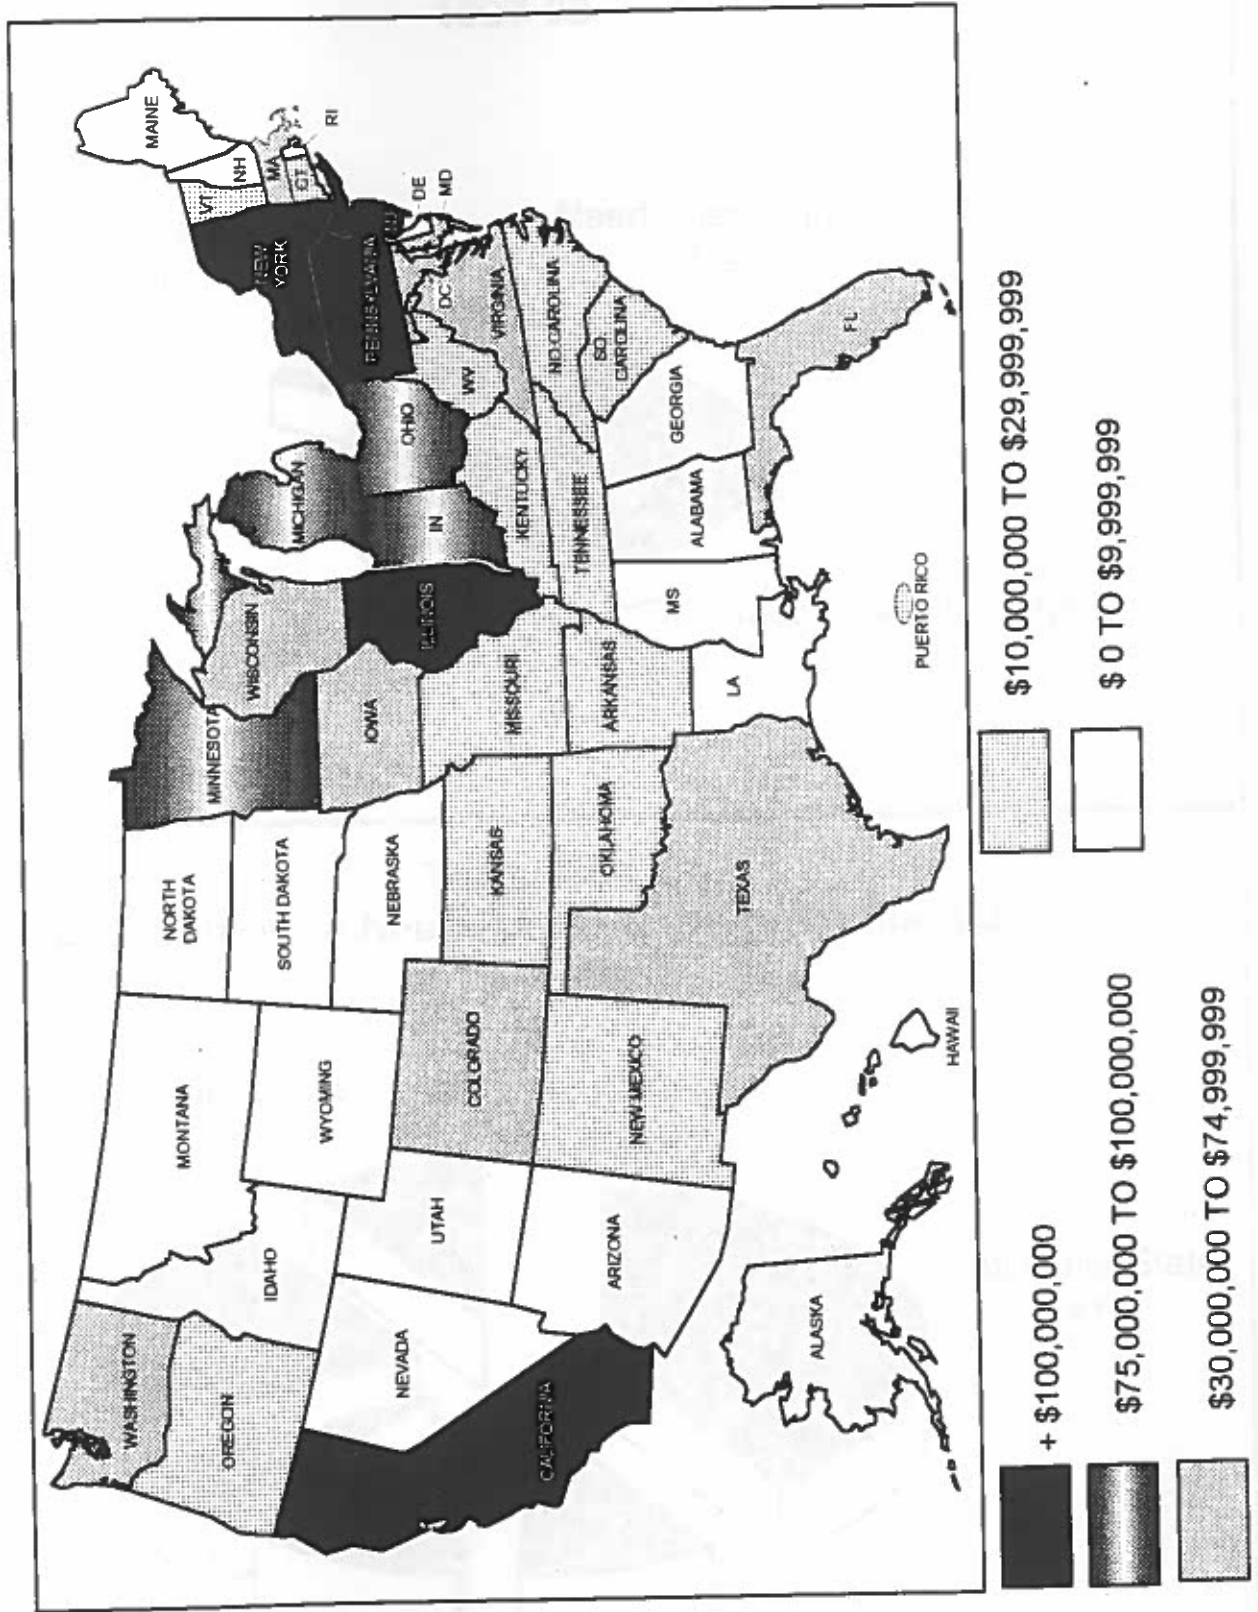 WASHINGTON
OREGON
CALIFORNIA
NEVADA
IDAHO
MONTANA
WYOMING
UTAH
ARIZONA
COLORADO
NEW MEXICO
NORTH
DAKOTA
SOUTH DAKOTA
NEBRASKA
KANSAS
OKLAHOMA
TEXAS
MINNESOTA
IOWA
MISSOURI
ARKANSAS
LA
WISCONSIN
ILLINOIS
MICHIGAN
IN
OHIO
KENTUCKY
TENNESSEE
MS
ALABAMA
GEORGIA
FL
SO.
CAROLINA
NO.CAROLINA
VIRGINIA
WV
DC
PENNSYLVANIA
NEW
YORK
VT
NH
MAINE
MA
CT
RI
NJ
DE
MD
ALASKA
HAWAII
PUERTO RICO
+ $100,000,000
$75,000,000 TO $100,000,000
$30,000,000 TO $74,999,999
$10,000,000 TO $29,999,999
$ 0 TO $9,999,999